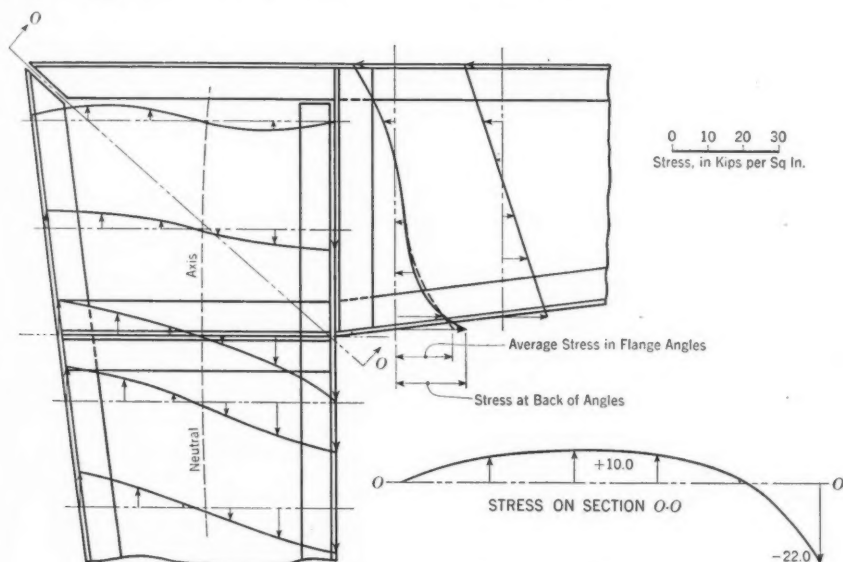 O
0 10 20 30
Stress, in Kips per Sq In.
Axis
O
Average Stress in Flange Angles
Stress at Back of Angles
Neutral
+10.0
O
O
STRESS ON SECTION O-O
-22.0